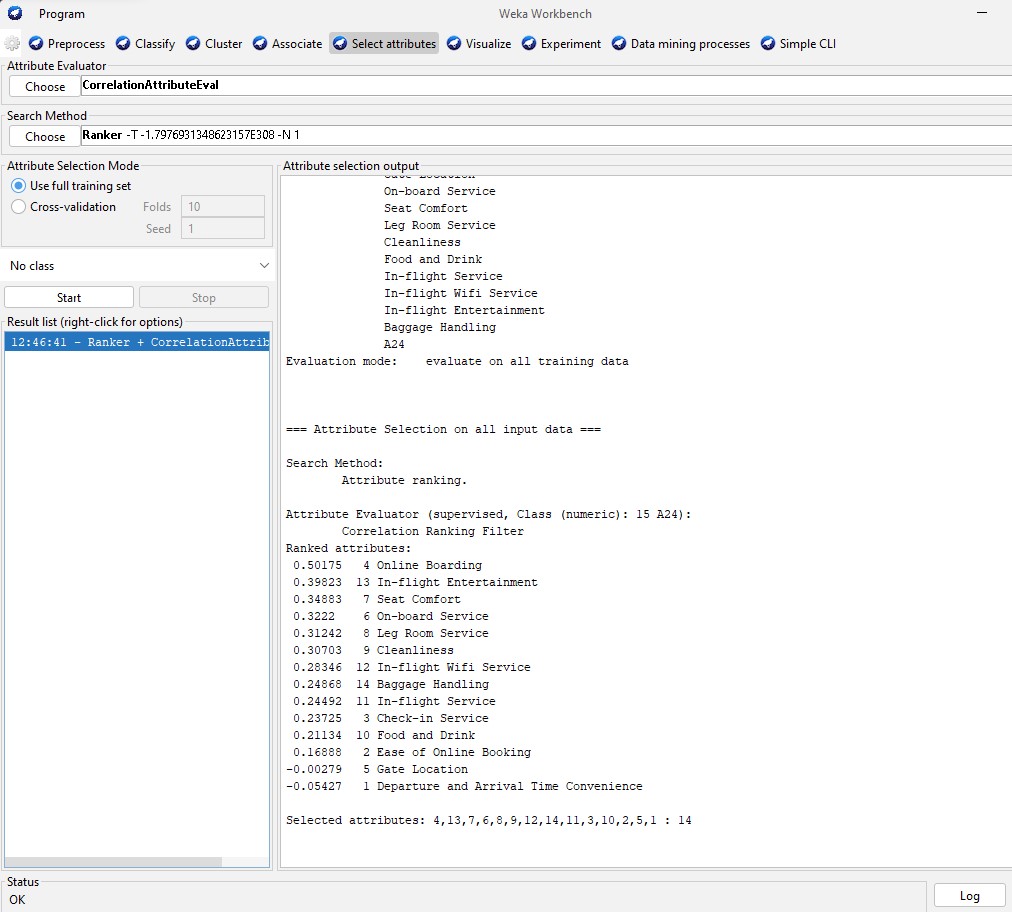 Program
Weka Workbench
Preprocess Classify Cluster Associate Select attributes Visualize Experiment Data mining processes Simple CLI
Attribute Evaluator
Choose CorrelationAttributeEval
Search Method
Choose Ranker -T -1.7976931348623157E308 -N 1
Attribute Selection Mode
Use full training set
Cross-validation Folds 10
Seed 1
No class
Start Stop
Result list (right-click for options)
12:46:41 - Ranker + CorrelationAttrib
Attribute selection output
Gate Location
On-board Service
Seat Comfort
Leg Room Service
Cleanliness
Food and Drink
In-flight Service
In-flight Wifi Service
In-flight Entertainment
Baggage Handling
A24
Evaluation mode: evaluate on all training data
=== Attribute Selection on all input data ===
Search Method:
Attribute ranking.
Attribute Evaluator (supervised, Class (numeric): 15 A24):
Correlation Ranking Filter
Ranked attributes:
0.50175 4 Online Boarding
0.39823 13 In-flight Entertainment
0.34883 7 Seat Comfort
0.3222 6 On-board Service
0.31242 8 Leg Room Service
0.30703 9 Cleanliness
0.28346 12 In-flight Wifi Service
0.24868 14 Baggage Handling
0.24492 11 In-flight Service
0.23725 3 Check-in Service
0.21134 10 Food and Drink
0.16888 2 Ease of Online Booking
-0.00279 5 Gate Location
-0.05427 1 Departure and Arrival Time Convenience
Selected attributes: 4,13,7,6,8,9,12,14,11,3,10,2,5,1 : 14
Status
OK
Log